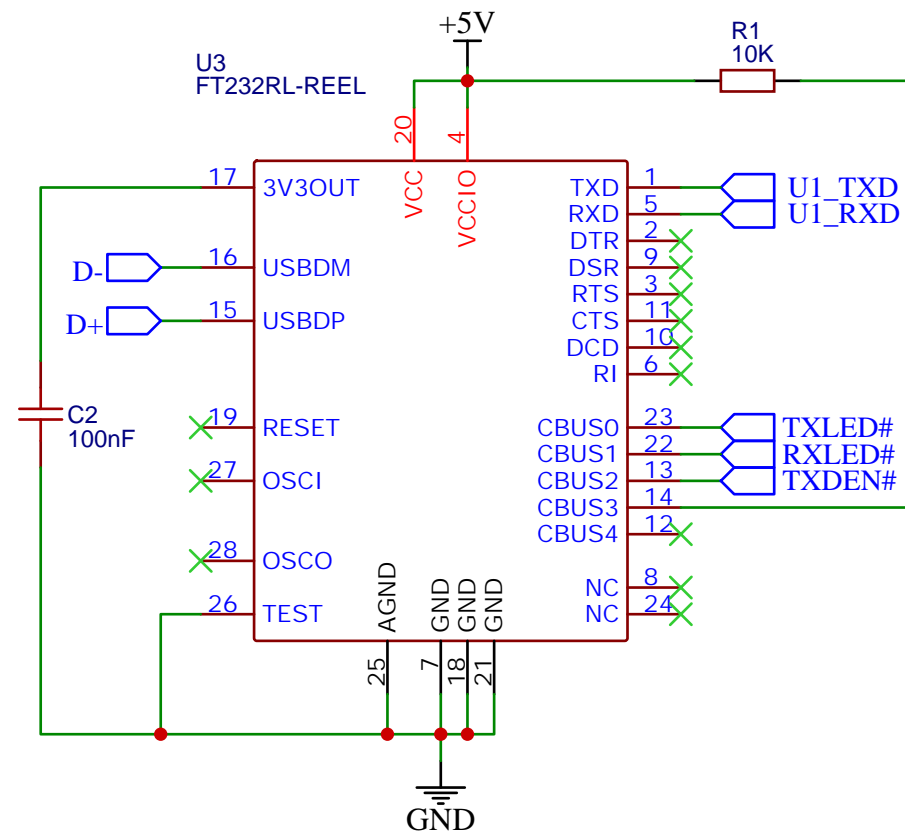 +5V
R1
10K
U3
FT232RL-REEL
20
4
VCC
VCCIO
17
3V3OUT
TXD
1
U1_TXD
RXD
5
U1_RXD
DTR
2
D-
16
USBDM
DSR
9
RTS
3
D+
15
USBDP
CTS
11
DCD
10
RI
6
C2
100nF
19
RESET
CBUS0
23
TXLED#
CBUS1
22
RXLED#
27
OSCI
CBUS2
13
TXDEN#
CBUS3
14
CBUS4
12
28
OSCO
NC
8
26
TEST
NC
24
AGND
GND
GND
GND
25
7
18
21
GND